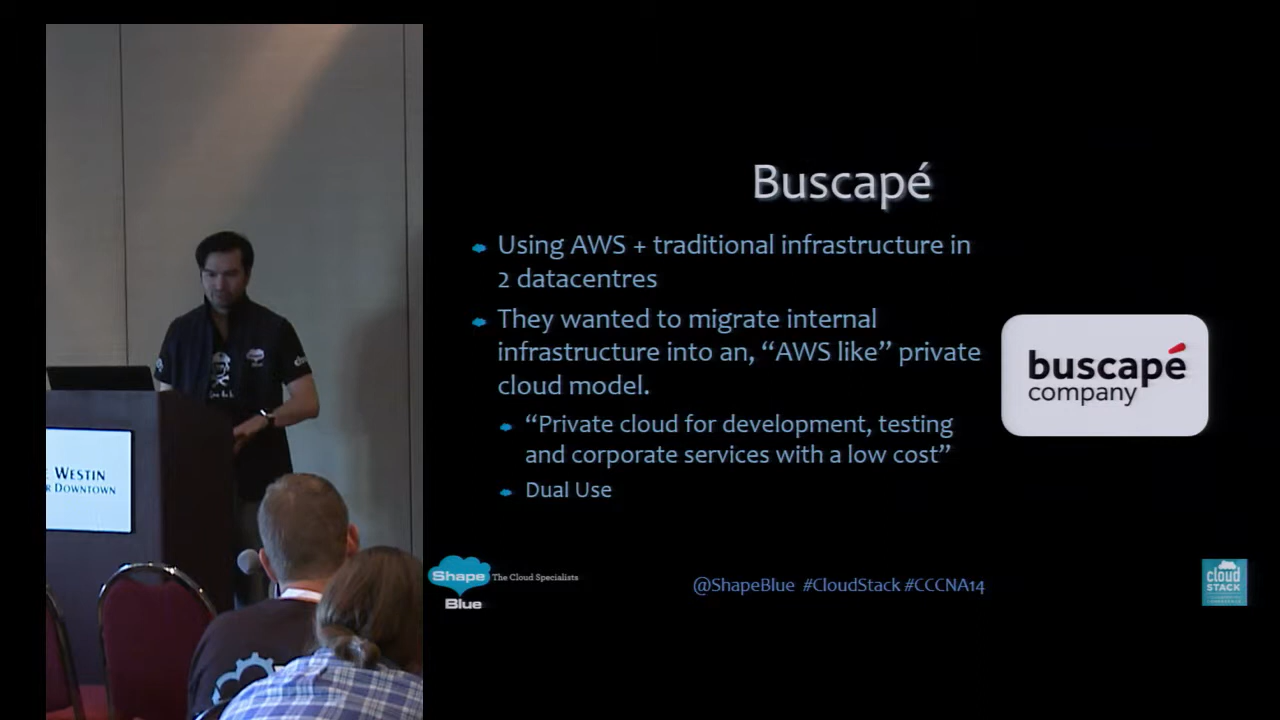 Buscapé
Using AWS + traditional infrastructure in
2 datacentres
They wanted to migrate internal
infrastructure into an, “AWS like” private
cloud model.
“Private cloud for development, testing
and corporate services with a low cost”
Dual Use
buscapé
company
Shape
Blue
The Cloud Specialists
@ShapeBlue #CloudStack #CCCNA14
cloud
STACK
WESTIN
DOWNTOWN